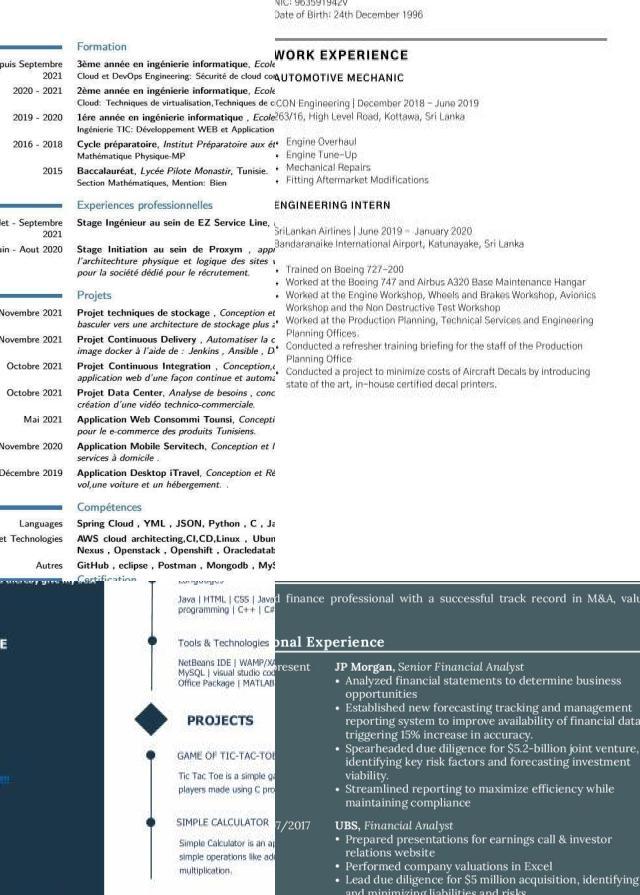 Formation
puis Septembre
2021
3ème année en ingénierie informatique, Ecole
Cloud et DevOps Engineering: Sécurité de cloud
2020 - 2021
2ème année en ingénierie informatique, Ecole
Cloud: Techniques de virtualisation,Techniques de
2019 - 2020
1ére année en ingénierie informatique , Ecole
Ingénierie TIC: Développement WEB et Application
2016 - 2018
Cycle préparatoire, Institut Préparatoire aux
Mathématique Physique-MP
2015
Baccalauréat, Lycée Pilote Monastir, Tunisie.
Section Mathématiques, Mention: Bien
Experiences professionelles
let - Septembre
2021
Stage Ingénieur au sein de EZ Service Line,
uin - Aout 2020
Stage Initiation au sein de Proxym , app
l'architechture physique et logique des sites
pour la société dédié pour le récrutement.
Projets
Novembre 2021
Projet techniques de stockage , Conception et
basculer vers une architecture de stockage plus
Novembre 2021
Projet Continuous Delivery , Automatiser la c
image docker à l'aide de : Jenkins , Ansible , D
Octobre 2021
Projet Continuous Integration , Conception,
application web d'une façon continue et automa
Octobre 2021
Projet Data Center, Analyse de besoins , conc
création d'une vidéo technico-commerciale.
Mai 2021
Application Web Consommi Tounsi, Concepti
pour le e-commerce des produits Tunisiens.
Novembre 2020
Application Mobile Servitech, Conception et
services à domicile .
Décembre 2019
Application Desktop iTravel, Conception et Ré
vol,une voiture et un hébergement. .
Compétences
Languages
Spring Cloud , YML , JSON, Python , C , Ja
et Technologies
AWS cloud architecting,CI,CD,Linux , Ubun
Nexus , Openstack , Openshift , Oracledatab
Autres
GitHub , eclipse , Postman , Mongodb , MyS
Certification
NIC: 963591942V
Date of Birth: 24th December 1996
WORK EXPERIENCE
AUTOMOTIVE MECHANIC
CON Engineering | December 2018 – June 2019
263/16, High Level Road, Kottawa, Sri Lanka
• Engine Overhaul
• Engine Tune-Up
• Mechanical Repairs
• Fitting Aftermarket Modifications
ENGINEERING INTERN
SriLankan Airlines | June 2019 – January 2020
Bandaranaike International Airport, Katunayake, Sri Lanka
• Trained on Boeing 727-200
• Worked at the Boeing 747 and Airbus A320 Base Maintenance Hangar
• Worked at the Engine Workshop, Wheels and Brakes Workshop, Avionics
Workshop and the Non Destructive Test Workshop
• Worked at the Production Planning, Technical Services and Engineering
Planning Offices.
• Conducted a refresher training briefing for the staff of the Production
Planning Office
• Conducted a project to minimize costs of Aircraft Decals by introducing
state of the art, in-house certified decal printers.
E
Languages
Java | HTML | CSS | Java
programming | C++ | C#
Tools & Technologies
NetBeans IDE | WAMP/XA
MySQL | visual studio cod
Office Package | MATLAB
PROJECTS
GAME OF TIC-TAC-TOE
Tic Tac Toe is a simple ga
players made using C pro
SIMPLE CALCULATOR
Simple Calculator is an ap
simple operations like add
multiplication.
d finance professional with a successful track record in M&A, valu
onal Experience
present
JP Morgan, Senior Financial Analyst
• Analyzed financial statements to determine business
opportunities
• Established new forecasting tracking and management
reporting system to improve availability of financial data
triggering 15% increase in accuracy.
• Spearheaded due diligence for $5.2-billion joint venture,
identifying key risk factors and forecasting investment
viability.
• Streamlined reporting to maximize efficiency while
maintaining compliance
7/2017
UBS, Financial Analyst
• Prepared presentations for earnings call & investor
relations website
• Performed company valuations in Excel
• Lead due diligence for $5 million acquisition, identifying
and minimizing liabilities and risks